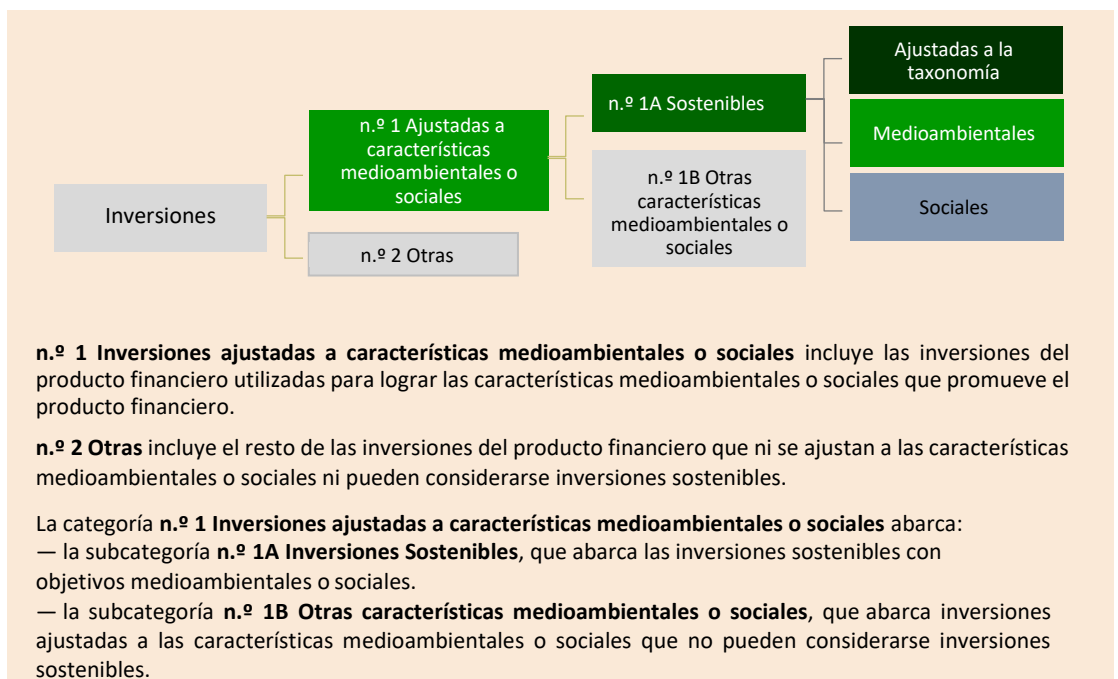 Ajustadas a la
taxonomía
n.º 1A Sostenibles
n.º 1 Ajustadas a
características
medioambientales o
sociales
Medioambientales
n.º 1B Otras
características
medioambientales o
sociales
Inversiones
Sociales
n.º 2 Otras
n.º 1 Inversiones ajustadas a características medioambientales o sociales incluye las inversiones del
producto financiero utilizadas para lograr las características medioambientales o sociales que promueve el
producto financiero.
n.º 2 Otras incluye el resto de las inversiones del producto financiero que ni se ajustan a las características
medioambientales o sociales ni pueden considerarse inversiones sostenibles.
La categoría n.º 1 Inversiones ajustadas a características medioambientales o sociales abarca:
— la subcategoría n.º 1A Inversiones Sostenibles, que abarca las inversiones sostenibles con
objetivos medioambientales o sociales.
— la subcategoría n.º 1B Otras características medioambientales o sociales, que abarca inversiones
ajustadas a las características medioambientales o sociales que no pueden considerarse inversiones
sostenibles.